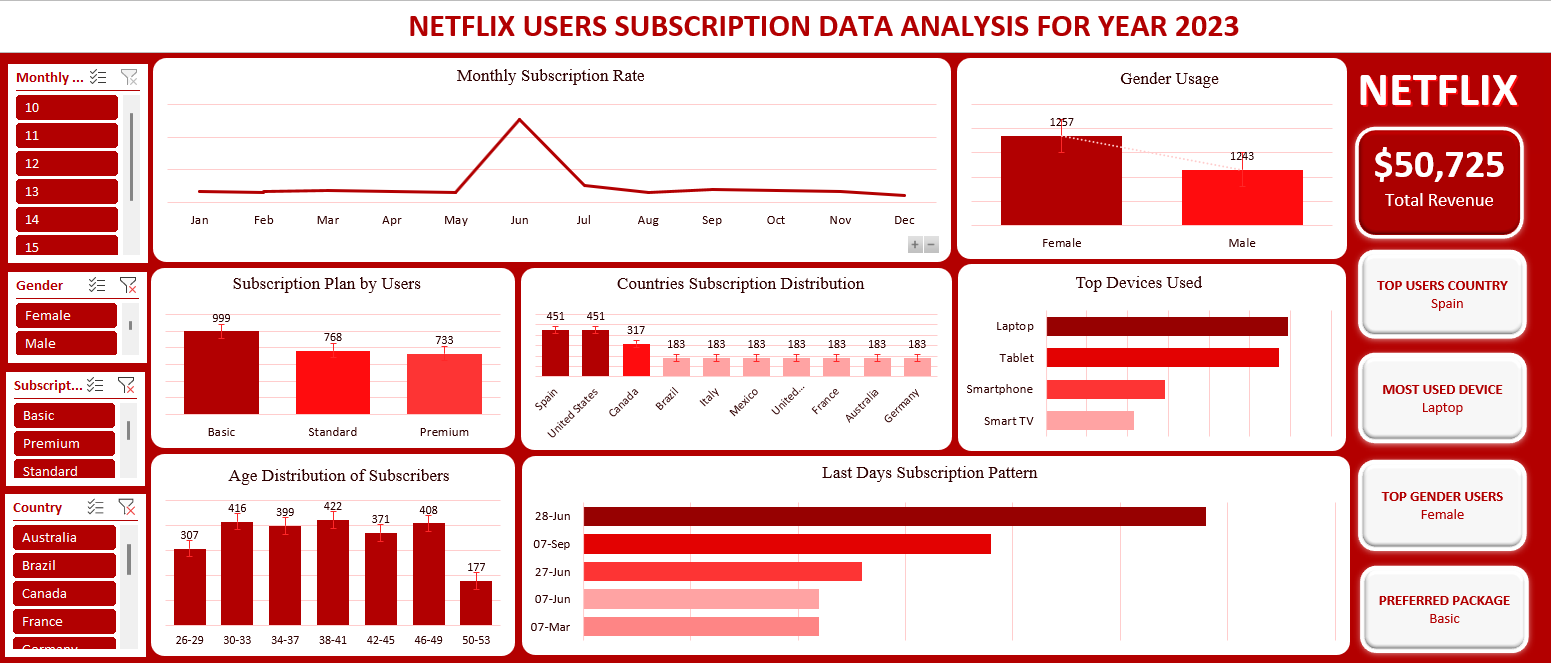 NETFLIX USERS SUBSCRIPTION DATA ANALYSIS FOR YEAR 2023
Monthly ...
10
11
12
13
14
15
Gender
Female
Male
Subscript...
Basic
Premium
Standard
Country
Australia
Brazil
Canada
France
Germany
Monthly Subscription Rate
Jan Feb Mar Apr May Jun Jul Aug Sep Oct Nov Dec
+ −
Gender Usage
1257 1243
Female Male
Subscription Plan by Users
999 768 733
Basic Standard Premium
Countries Subscription Distribution
451 451 317 183 183 183 183 183 183 183
Spain United States Canada Brazil Italy Mexico United... France Australia Germany
Top Devices Used
Laptop
Tablet
Smartphone
Smart TV
Age Distribution of Subscribers
307 416 399 422 371 408 177
26-29 30-33 34-37 38-41 42-45 46-49 50-53
Last Days Subscription Pattern
28-Jun
07-Sep
27-Jun
07-Jun
07-Mar
NETFLIX
$50,725
Total Revenue
TOP USERS COUNTRY
Spain
MOST USED DEVICE
Laptop
TOP GENDER USERS
Female
PREFERRED PACKAGE
Basic